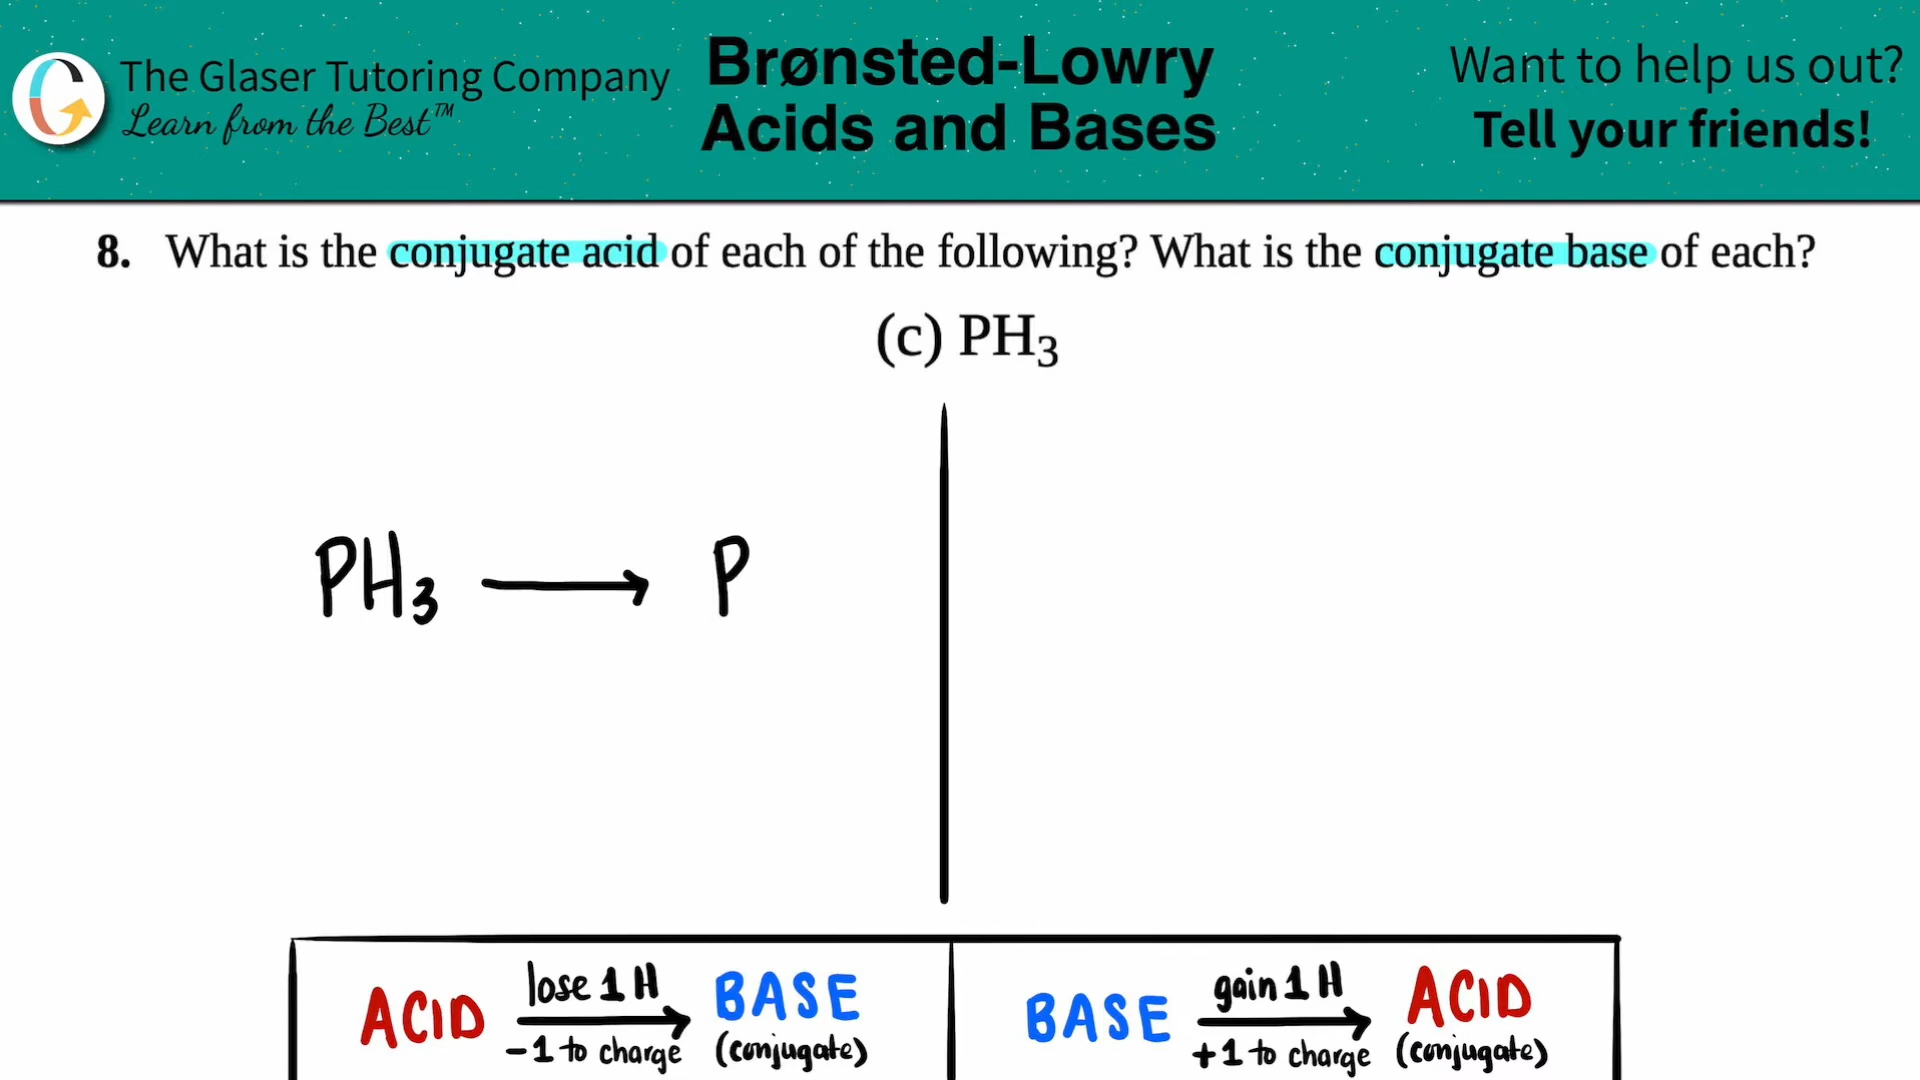 The Glaser Tutoring Company
Learn from the Best™
Brønsted-Lowry
Acids and Bases
Want to help us out?
Tell your friends!
8. What is the conjugate acid of each of the following? What is the conjugate base of each?
(c) PH₃
PH₃ ⟶ P
ACID lose 1 H BASE
-1 to charge (conjugate)
BASE gain 1 H ACID
+1 to charge (conjugate)